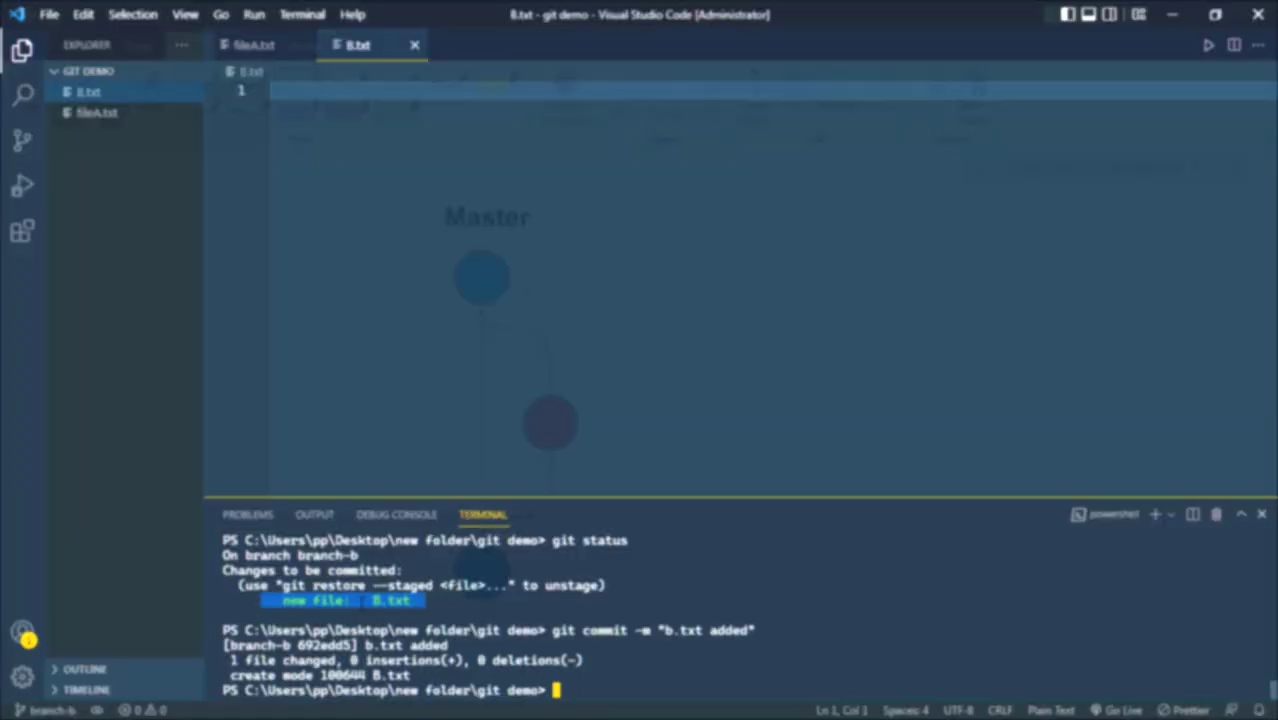 File Edit Selection View Go Run Terminal Help
B.txt - git demo - Visual Studio Code [Administrator]
EXPLORER
fileA.txt
B.txt
GIT DEMO
B.txt
fileA.txt
B.txt
1
Master
PROBLEMS OUTPUT DEBUG CONSOLE TERMINAL
powershell
PS C:\Users\pp\Desktop\new folder\git demo> git status
On branch branch-b
Changes to be committed:
(use "git restore --staged <file>..." to unstage)
new file: B.txt
PS C:\Users\pp\Desktop\new folder\git demo> git commit -m "b.txt added"
[branch-b 692edd5] b.txt added
1 file changed, 0 insertions(+), 0 deletions(-)
create mode 100644 B.txt
PS C:\Users\pp\Desktop\new folder\git demo>
OUTLINE
TIMELINE
branch-b 0 0 Ln 1, Col 1 Spaces: 4 UTF-8 CRLF Plain Text Go Live Prettier